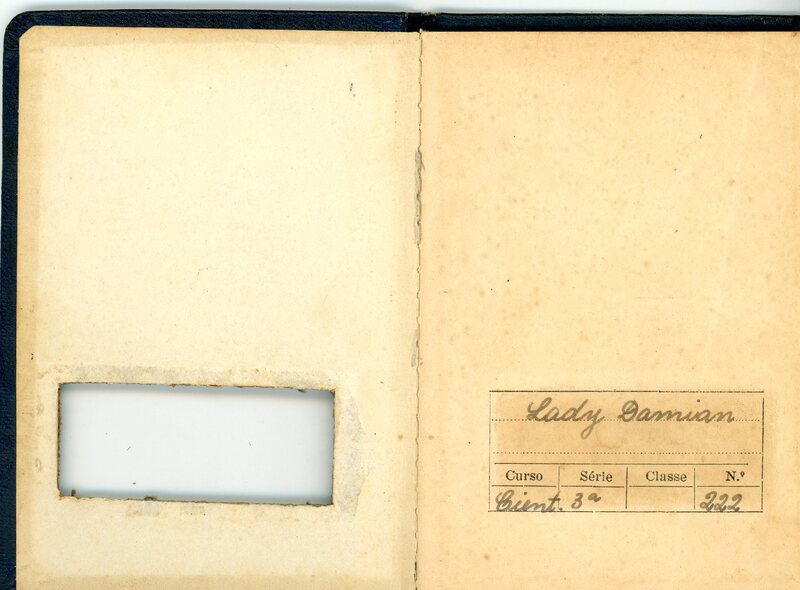 Lady Damian
Curso Série Classe N.º
Cient. 3ª 222